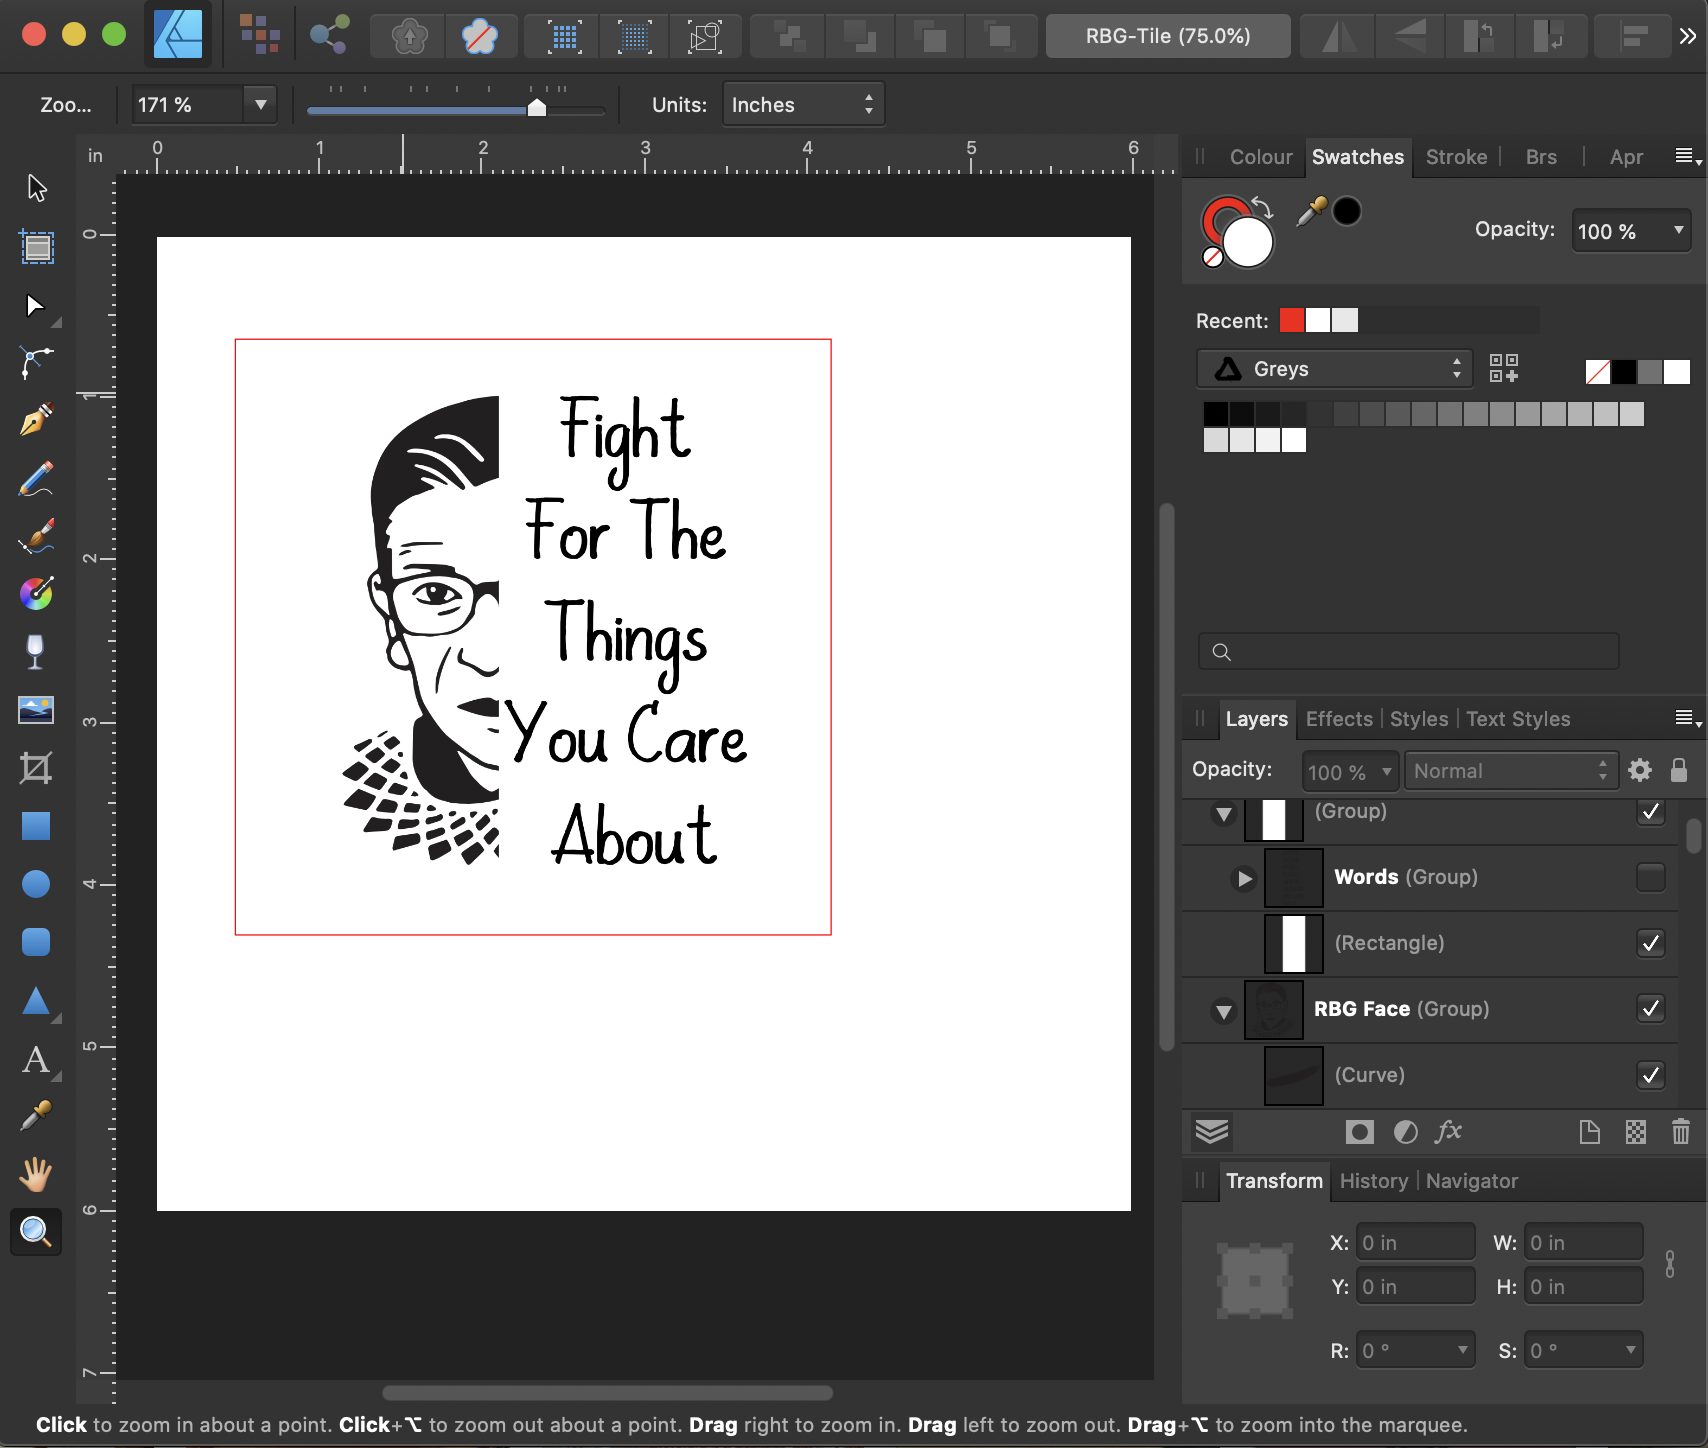 RBG-Tile (75.0%)
Zoo...
171 %
Units:
Inches
in
0 1 2 3 4 5 6
0
1
2
3
4
5
6
7
Fight
For The
Things
You Care
About
Colour Swatches Stroke Brs Apr
Opacity: 100 %
Recent:
Greys
Layers Effects Styles Text Styles
Opacity: 100 % Normal
(Group)
Words (Group)
(Rectangle)
RBG Face (Group)
(Curve)
fx
Transform History Navigator
X: 0 in W: 0 in
Y: 0 in H: 0 in
R: 0 ° S: 0 °
Click to zoom in about a point. Click+⌥ to zoom out about a point. Drag right to zoom in. Drag left to zoom out. Drag+⌥ to zoom into the marquee.